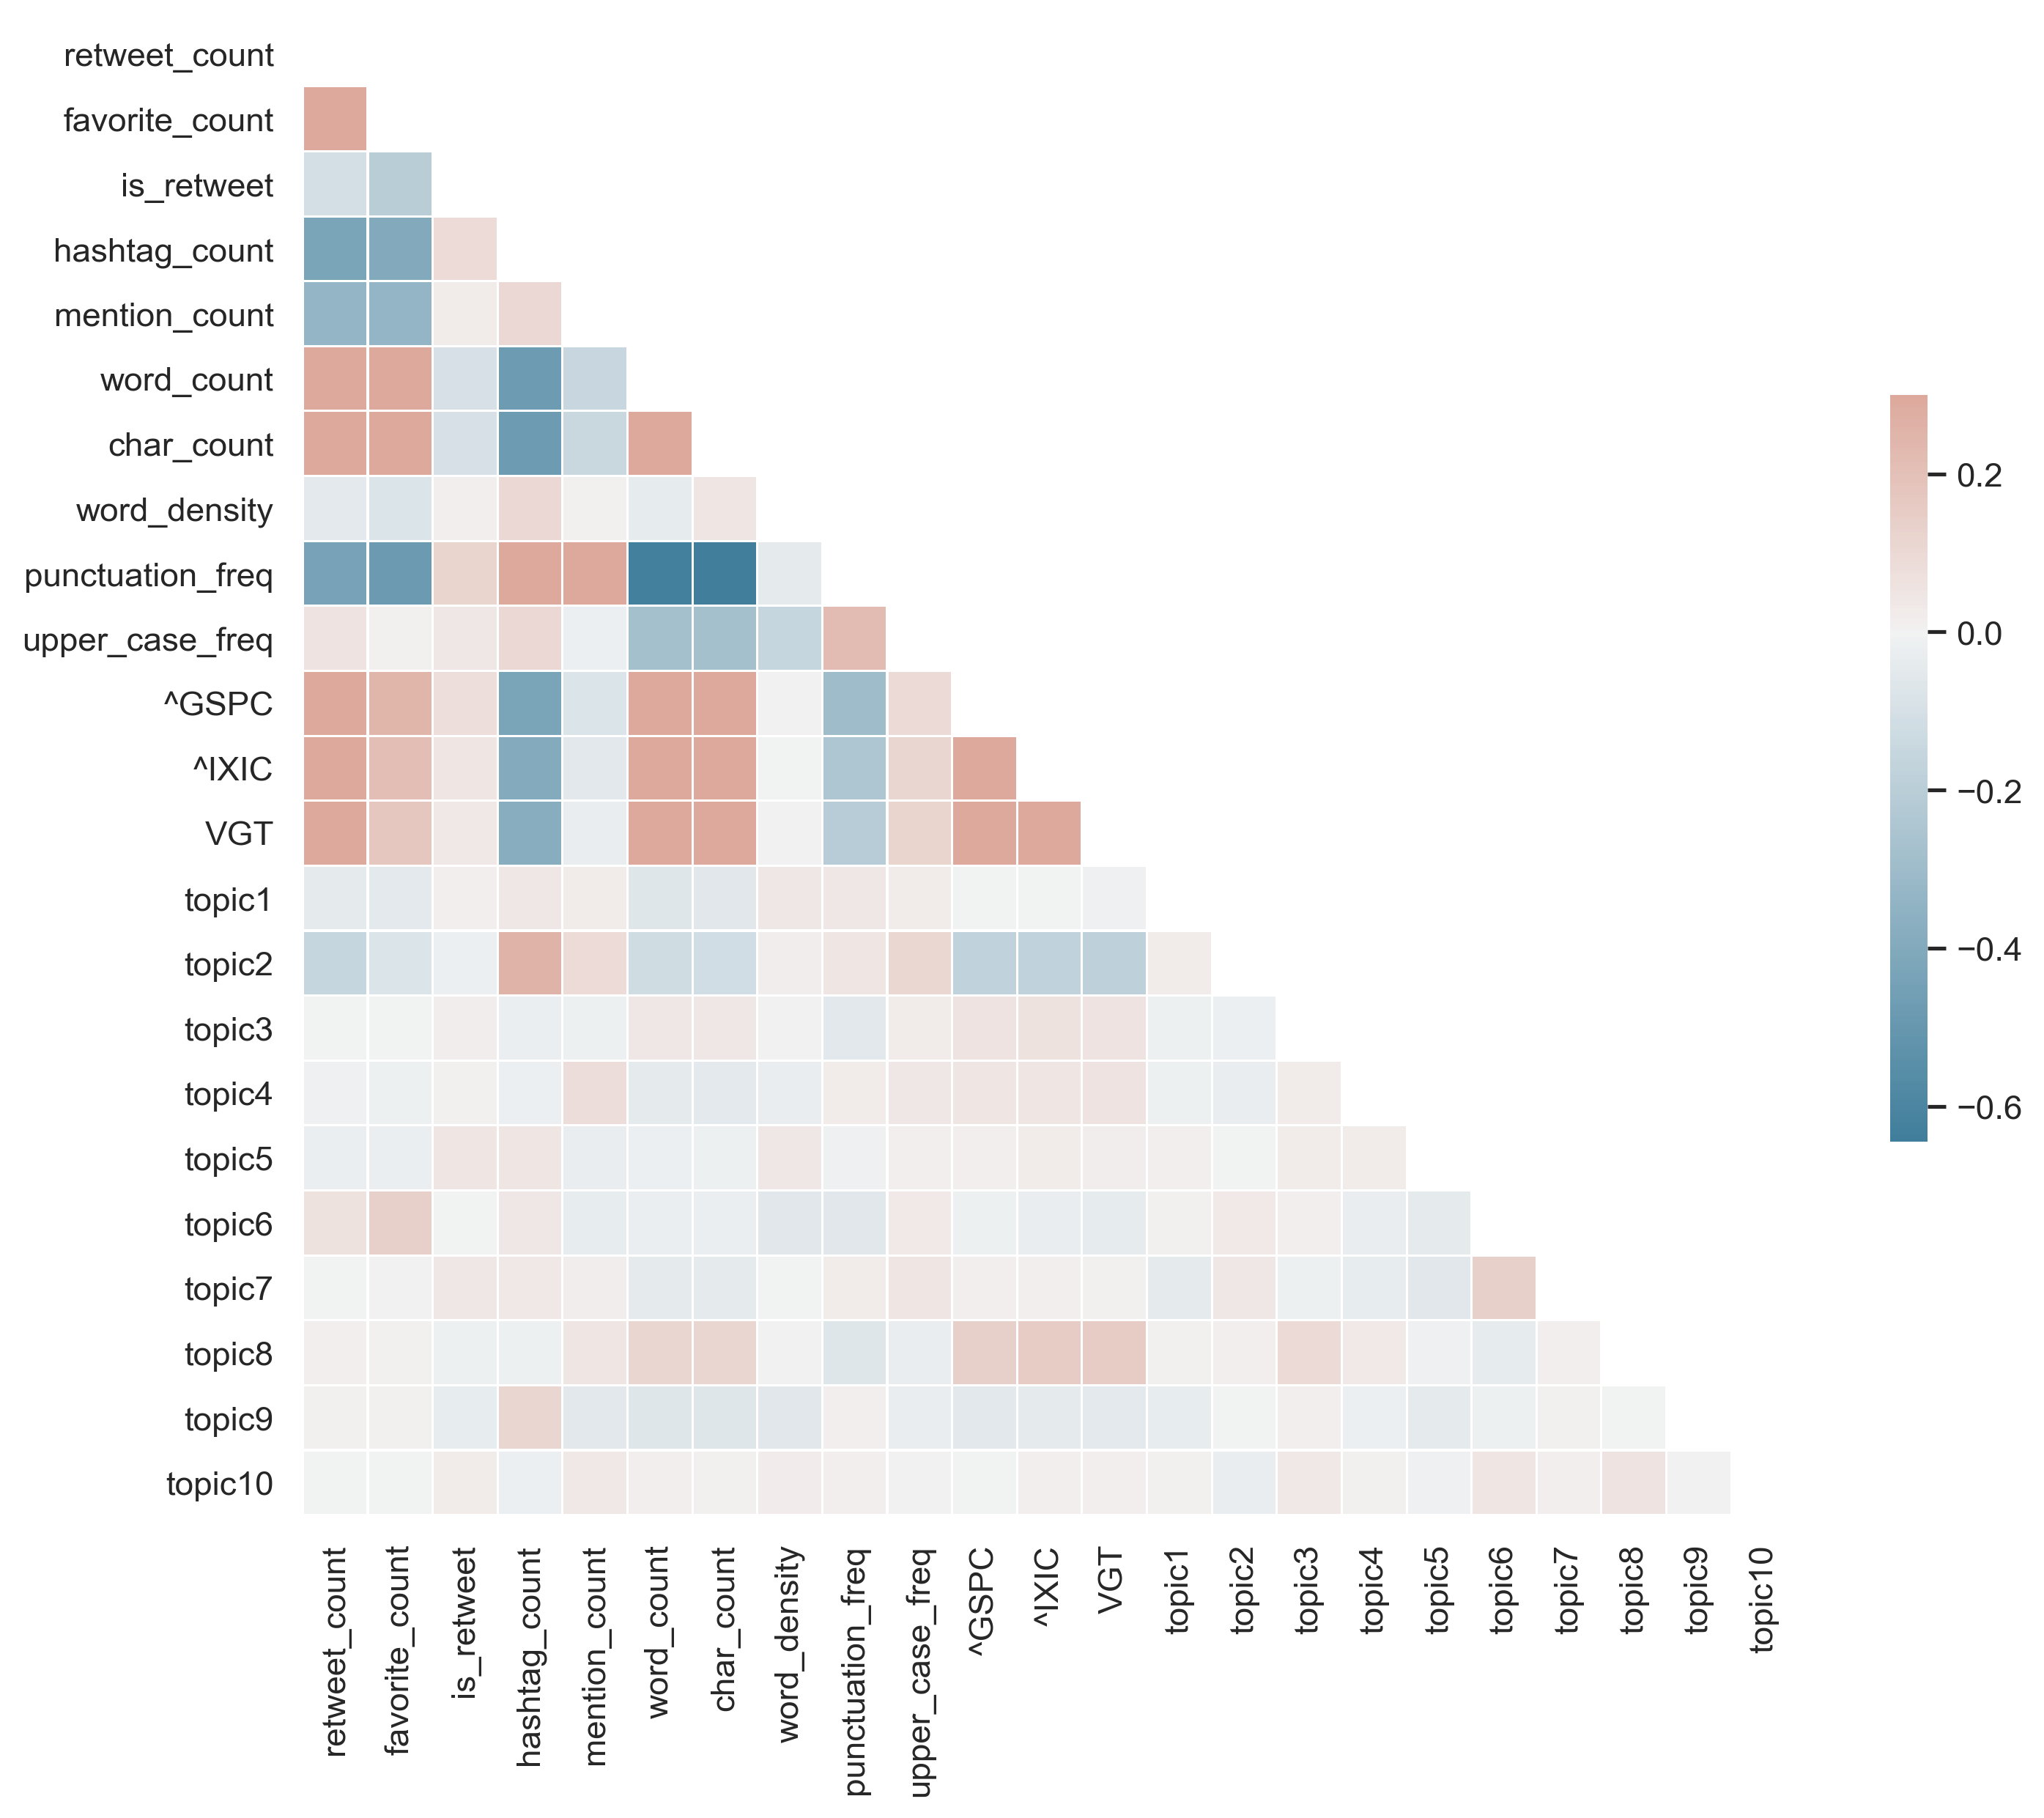 retweet_count
favorite_count
is_retweet
hashtag_count
mention_count
word_count
char_count
word_density
punctuation_freq
upper_case_freq
^GSPC
^IXIC
VGT
topic1
topic2
topic3
topic4
topic5
topic6
topic7
topic8
topic9
topic10
retweet_count
favorite_count
is_retweet
hashtag_count
mention_count
word_count
char_count
word_density
punctuation_freq
upper_case_freq
^GSPC
^IXIC
VGT
topic1
topic2
topic3
topic4
topic5
topic6
topic7
topic8
topic9
topic10
0.2
0.0
−0.2
−0.4
−0.6